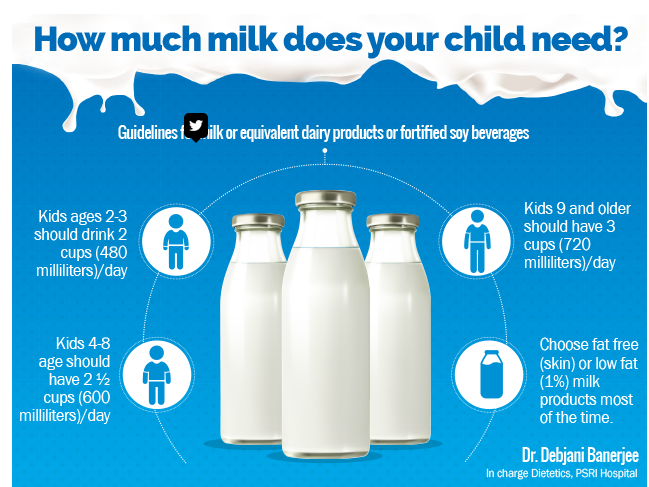 How much milk does your child need?
Guidelines milk or equivalent dairy products or fortified soy beverages
Kids ages 2-3
should drink 2
cups (480
milliliters)/day
Kids 9 and older
should have 3
cups (720
milliliters)/day
Kids 4-8
age should
have 2 ½
cups (600
milliliters)/day
Choose fat free
(skin) or low fat
(1%) milk
products most
of the time.
Dr. Debjani Banerjee
In charge Dietetics, PSRI Hospital